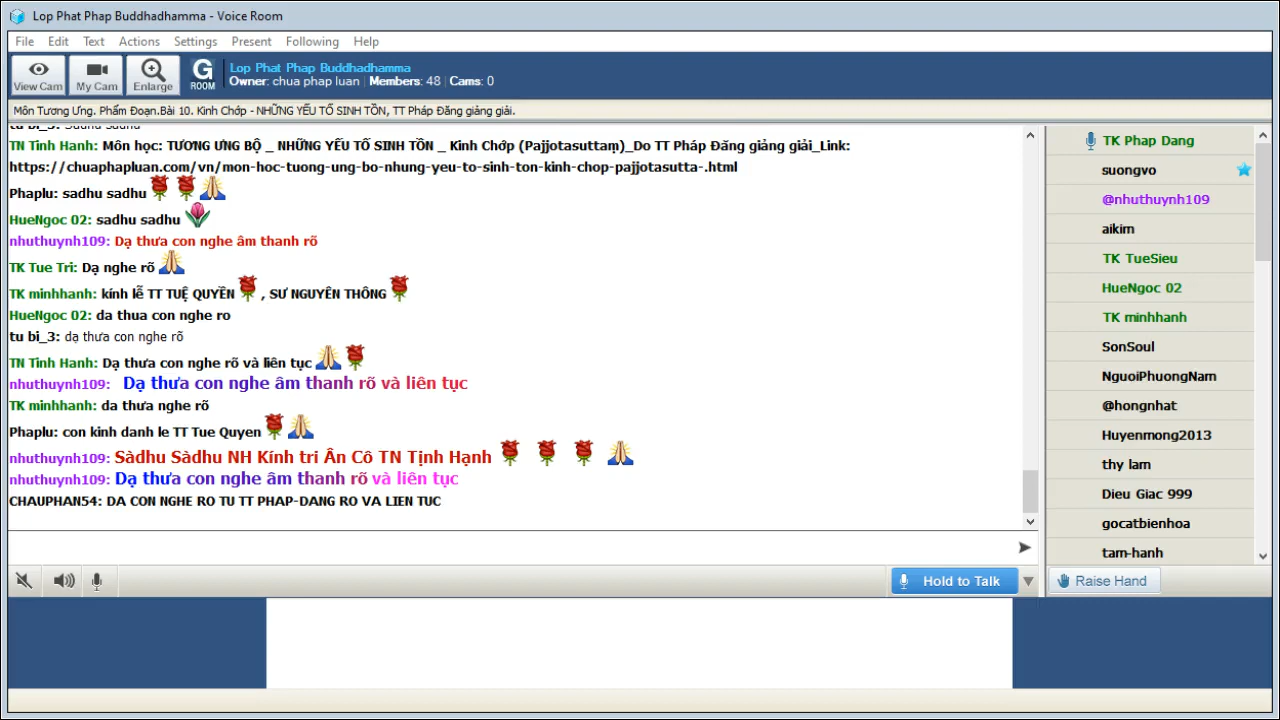 Lop Phat Phap Buddhadhamma - Voice Room
File Edit Text Actions Settings Present Following Help
View Cam My Cam Enlarge G ROOM
Lop Phat Phap Buddhadhamma
Owner: chua phap luan Members: 48 Cams: 0
Môn Tương Ưng. Phẩm Đoạn.Bài 10. Kinh Chớp - NHỮNG YẾU TỐ SINH TỒN, TT Pháp Đăng giảng giải.
tu bi_3: Sadhu sadhu
TN Tinh Hanh: Môn học: TƯƠNG ƯNG BỘ _ NHỮNG YẾU TỐ SINH TỒN _ Kinh Chớp (Pajjotasuttaṃ)_Do TT Pháp Đăng giảng giải_Link:
https://chuaphapluan.com/vn/mon-hoc-tuong-ung-bo-nhung-yeu-to-sinh-ton-kinh-chop-pajjotasutta-.html
Phaplu: sadhu sadhu
HueNgoc 02: sadhu sadhu
nhuthuynh109: Dạ thưa con nghe âm thanh rõ
TK Tue Tri: Dạ nghe rõ
TK minhhanh: kính lễ TT TUỆ QUYỀN , SƯ NGUYÊN THÔNG
HueNgoc 02: da thua con nghe ro
tu bi_3: dạ thưa con nghe rõ
TN Tinh Hanh: Dạ thưa con nghe rõ và liên tục
nhuthuynh109: Dạ thưa con nghe âm thanh rõ và liên tục
TK minhhanh: da thưa nghe rõ
Phaplu: con kinh danh le TT Tue Quyen
nhuthuynh109: Sàdhu Sàdhu NH Kính tri Ân Cô TN Tịnh Hạnh
nhuthuynh109: Dạ thưa con nghe âm thanh rõ và liên tục
CHAUPHAN54: DA CON NGHE RO TU TT PHAP-DANG RO VA LIEN TUC
TK Phap Dang
suongvo
@nhuthuynh109
aikim
TK TueSieu
HueNgoc 02
TK minhhanh
SonSoul
NguoiPhuongNam
@hongnhat
Huyenmong2013
thy lam
Dieu Giac 999
gocatbienhoa
tam-hanh
Hold to Talk
Raise Hand